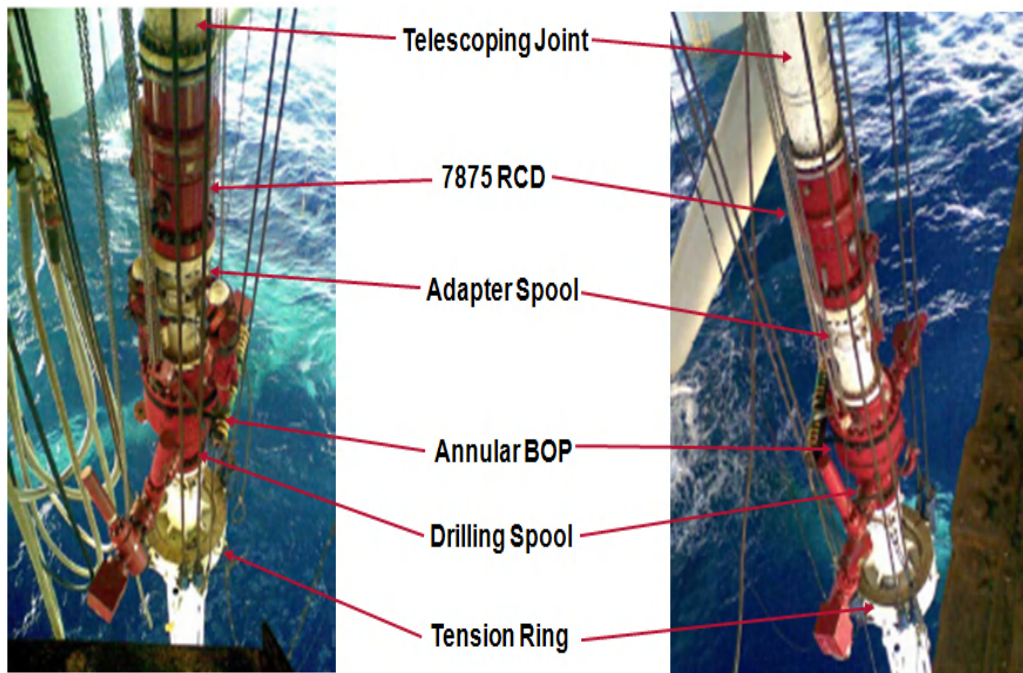 Telescoping Joint
7875 RCD
Adapter Spool
Annular BOP
Drilling Spool
Tension Ring